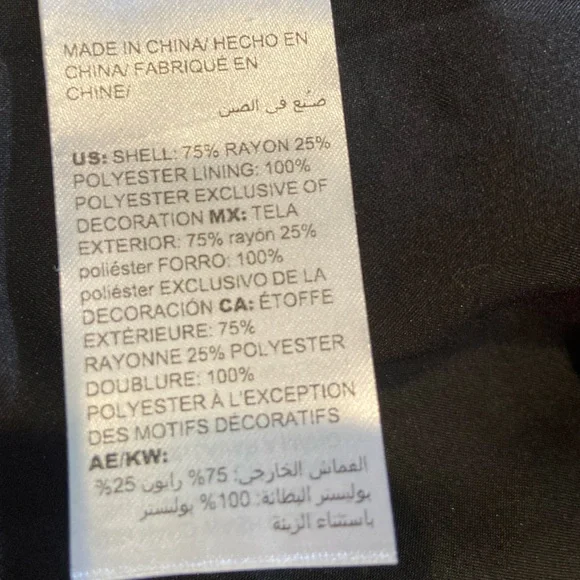 MADE IN CHINA/ HECHO EN
CHINA/ FABRIQUÉ EN
CHINE/
صنع في الصين
US: SHELL: 75% RAYON 25%
POLYESTER LINING: 100%
POLYESTER EXCLUSIVE OF
DECORATION MX: TELA
EXTERIOR: 75% rayón 25%
poliéster FORRO: 100%
poliéster EXCLUSIVO DE LA
DECORACIÓN CA: ÉTOFFE
EXTÉRIEURE: 75%
RAYONNE 25% POLYESTER
DOUBLURE: 100%
POLYESTER À L'EXCEPTION
DES MOTIFS DÉCORATIFS
AE/KW:
القماش الخارجي: 75% رايون 25%
بوليستر البطانة: 100% بوليستر
باستثناء الزينة